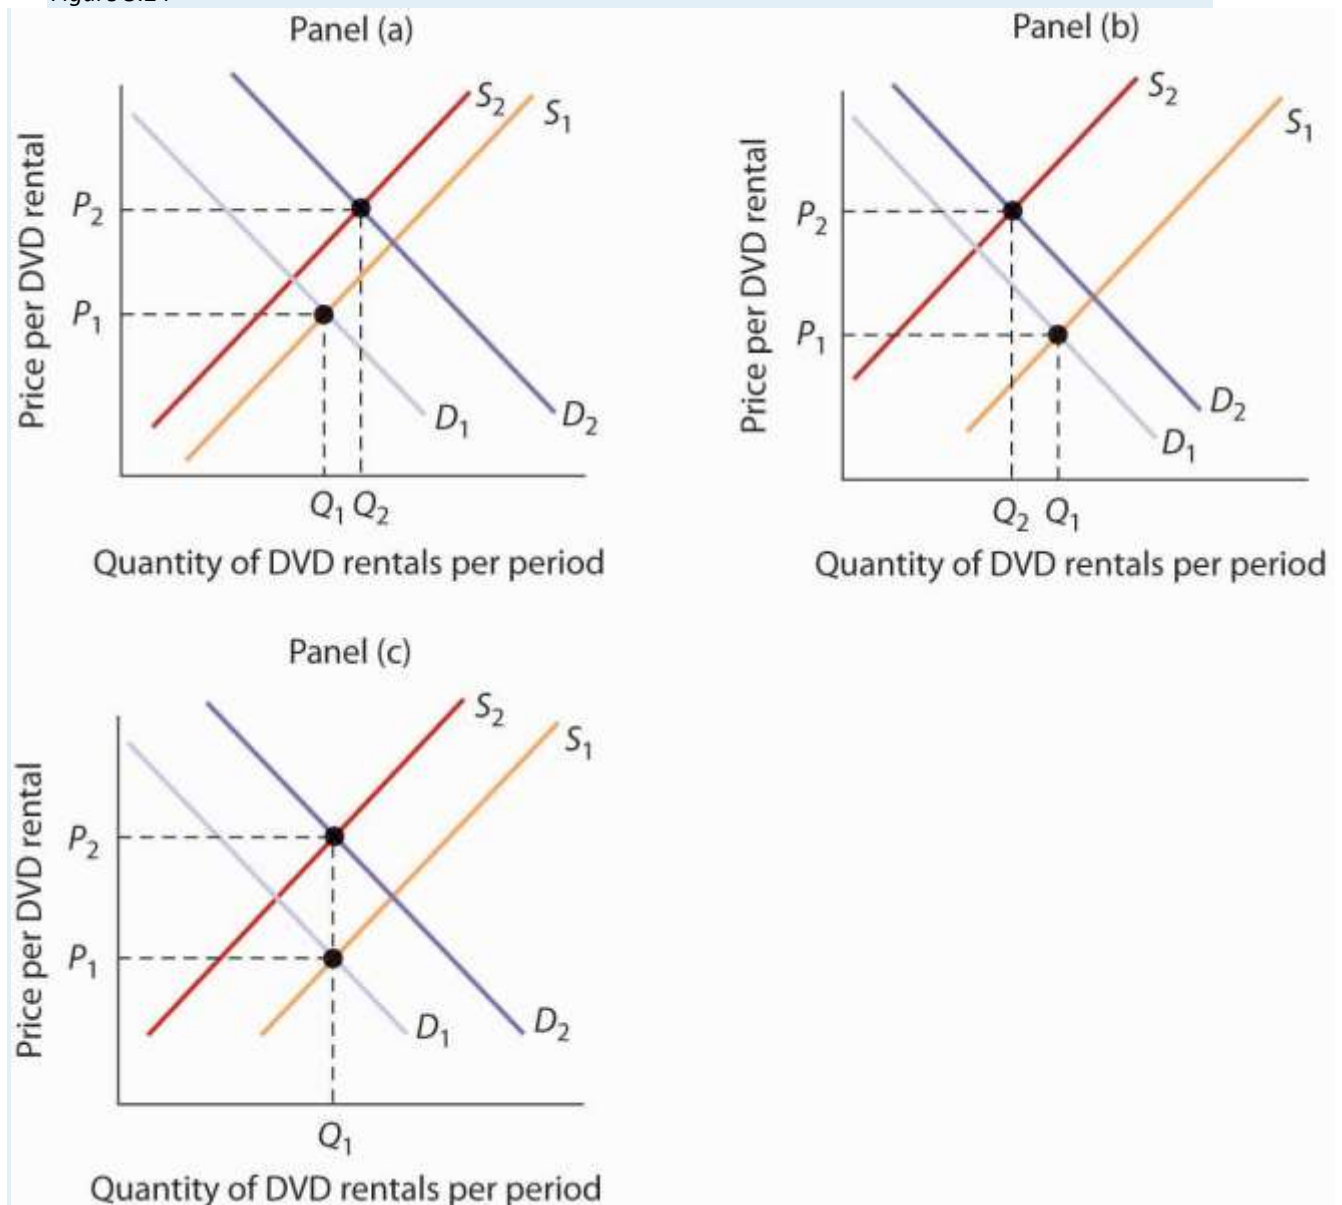 Panel (a)
Price per DVD rental
P2
P1
S2
S1
D1
D2
Q1 Q2
Quantity of DVD rentals per period
Panel (b)
Price per DVD rental
P2
P1
S2
S1
D2
D1
Q2 Q1
Quantity of DVD rentals per period
Panel (c)
Price per DVD rental
P2
P1
S2
S1
D1
D2
Q1
Quantity of DVD rentals per period